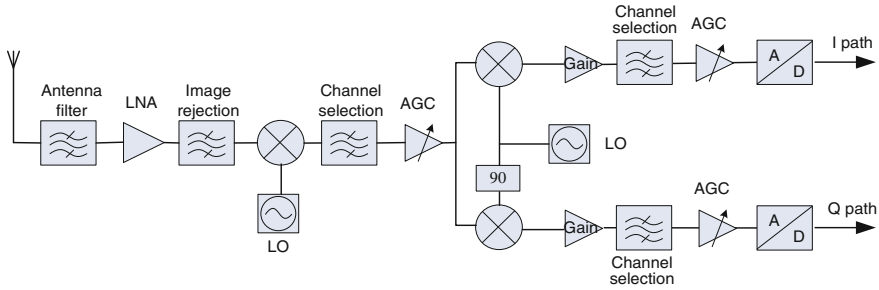 Antenna
filter
LNA
Image
rejection
LO
Channel
selection
AGC
90
LO
Gain
Channel
selection
AGC
A
D
I path
Gain
Channel
selection
AGC
A
D
Q path